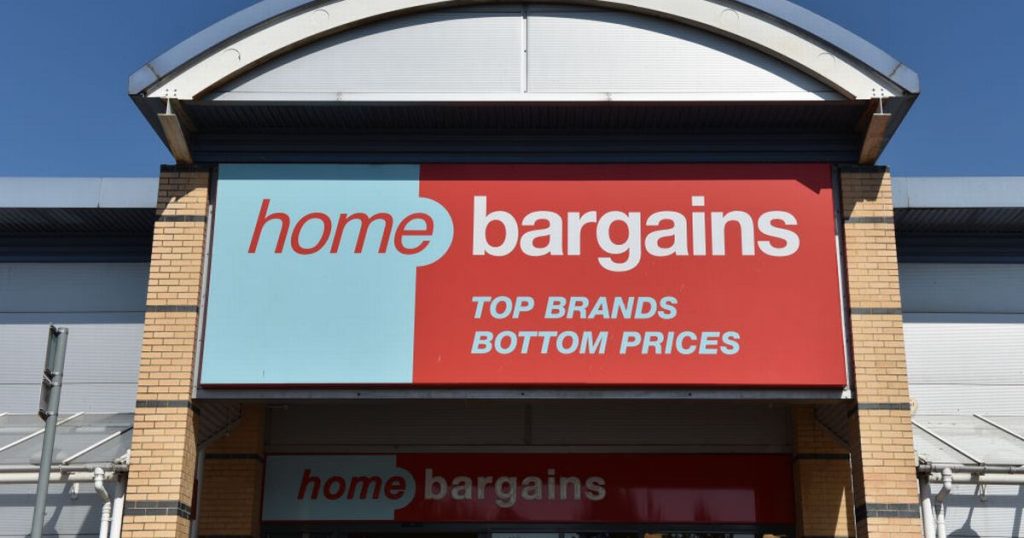 home bargains
TOP BRANDS
BOTTOM PRICES
home bargains